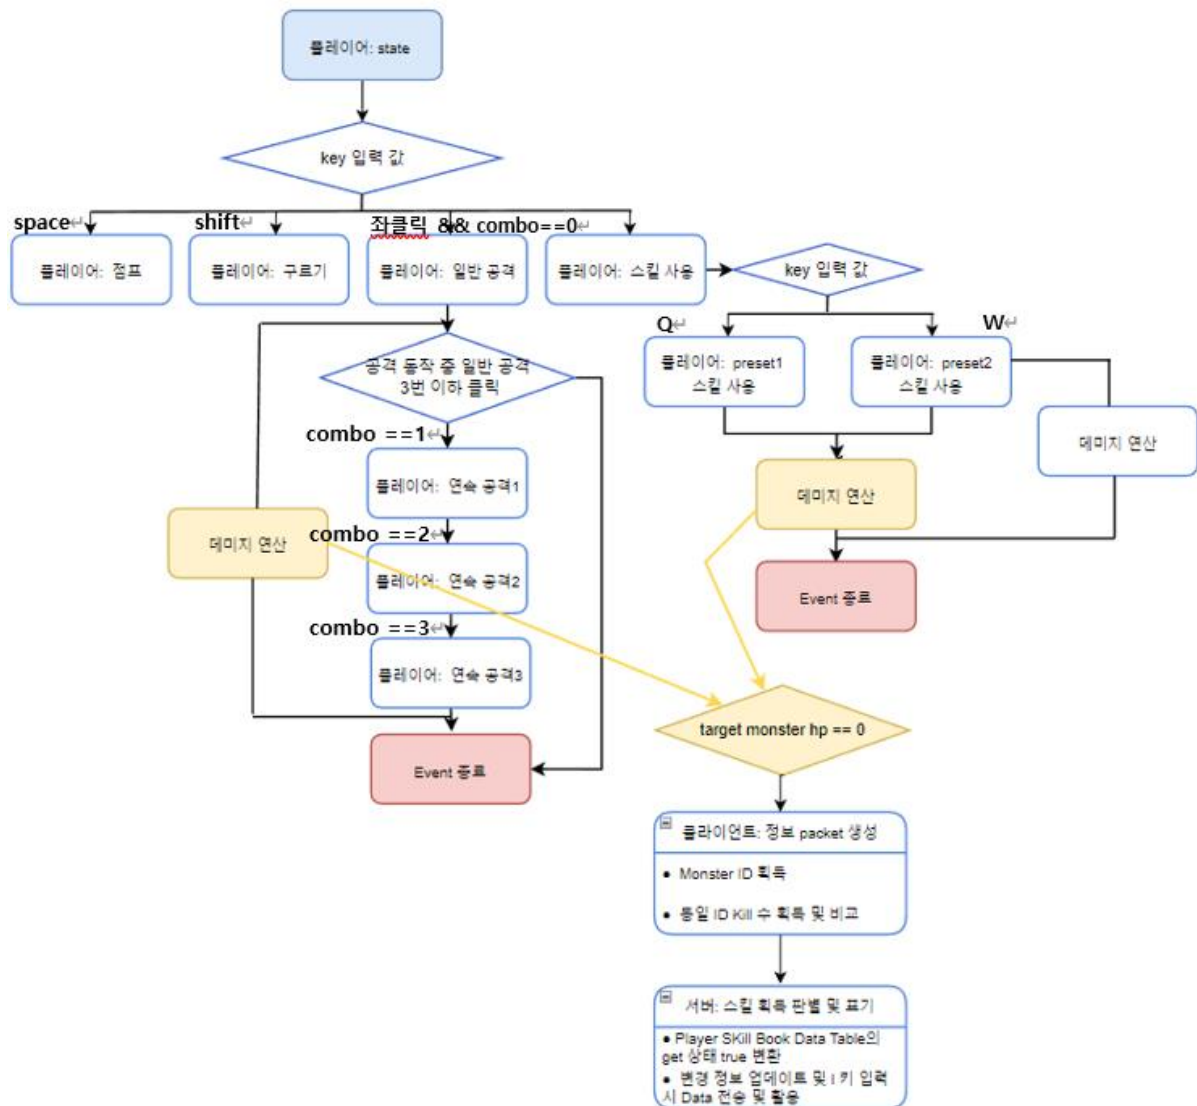 플레이어: state
key 입력 값
space↵
shift↵
좌클릭 && combo==0↵
플레이어: 점프
플레이어: 구르기
플레이어: 일반 공격
플레이어: 스킬 사용
key 입력 값
Q↵
W↵
플레이어: preset1
스킬 사용
플레이어: preset2
스킬 사용
공격 동작 중 일반 공격
3번 이하 클릭
데미지 연산
combo ==1↵
플레이어: 연속 공격1
데미지 연산
데미지 연산
combo ==2↵
플레이어: 연속 공격2
Event 종료
combo ==3↵
플레이어: 연속 공격3
target monster hp == 0
Event 종료
클라이언트: 정보 packet 생성
● Monster ID 획득
● 동일 ID Kill 수 획득 및 비교
서버: 스킬 획득 판별 및 표기
● Player SKill Book Data Table의
get 상태 true 변환
● 변경 정보 업데이트 및 I 키 입력
시 Data 전송 및 활용